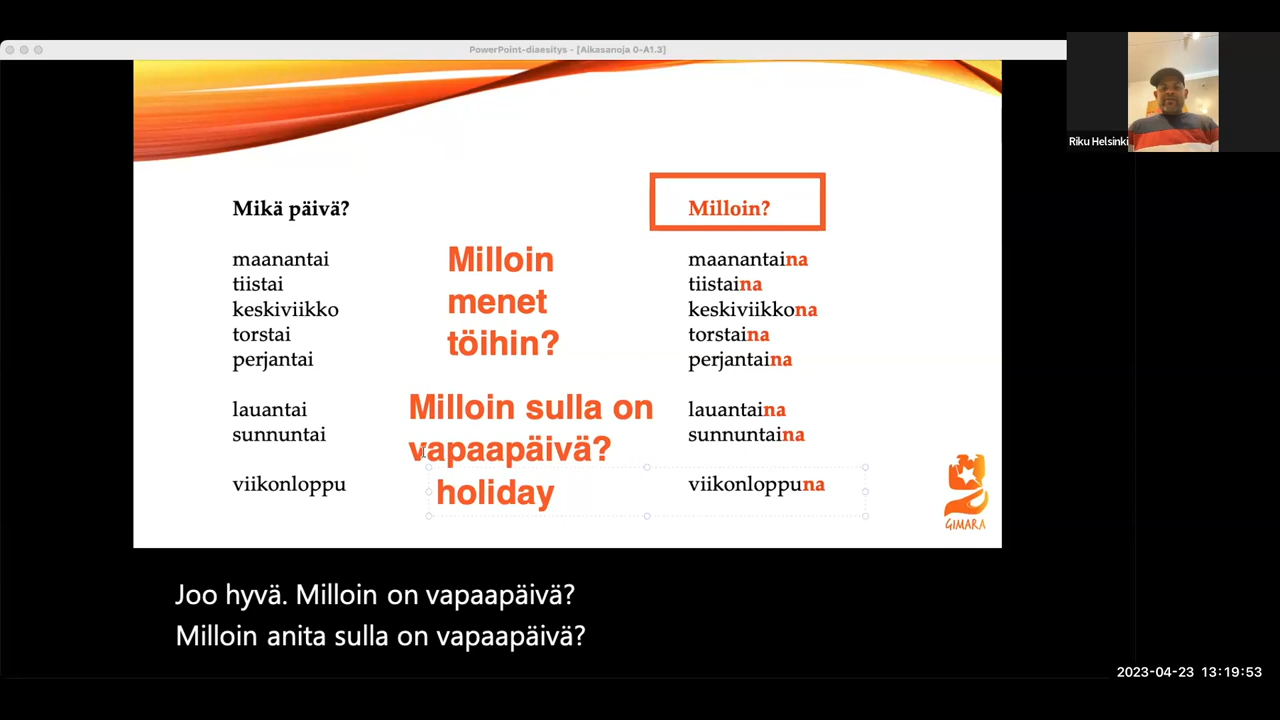 PowerPoint-diaesitys - [Aikasanoja 0-A1.3]
Riku Helsinki
Mikä päivä?
maanantai
tiistai
keskiviikko
torstai
perjantai
lauantai
sunnuntai
viikonloppu
Milloin
menet
töihin?
Milloin sulla on
vapaapäivä?
holiday
Milloin?
maanantaina
tiistaina
keskiviikkona
torstaina
perjantaina
lauantaina
sunnuntaina
viikonloppuna
GIMARA
Joo hyvä. Milloin on vapaapäivä?
Milloin anita sulla on vapaapäivä?
2023-04-23 13:19:53